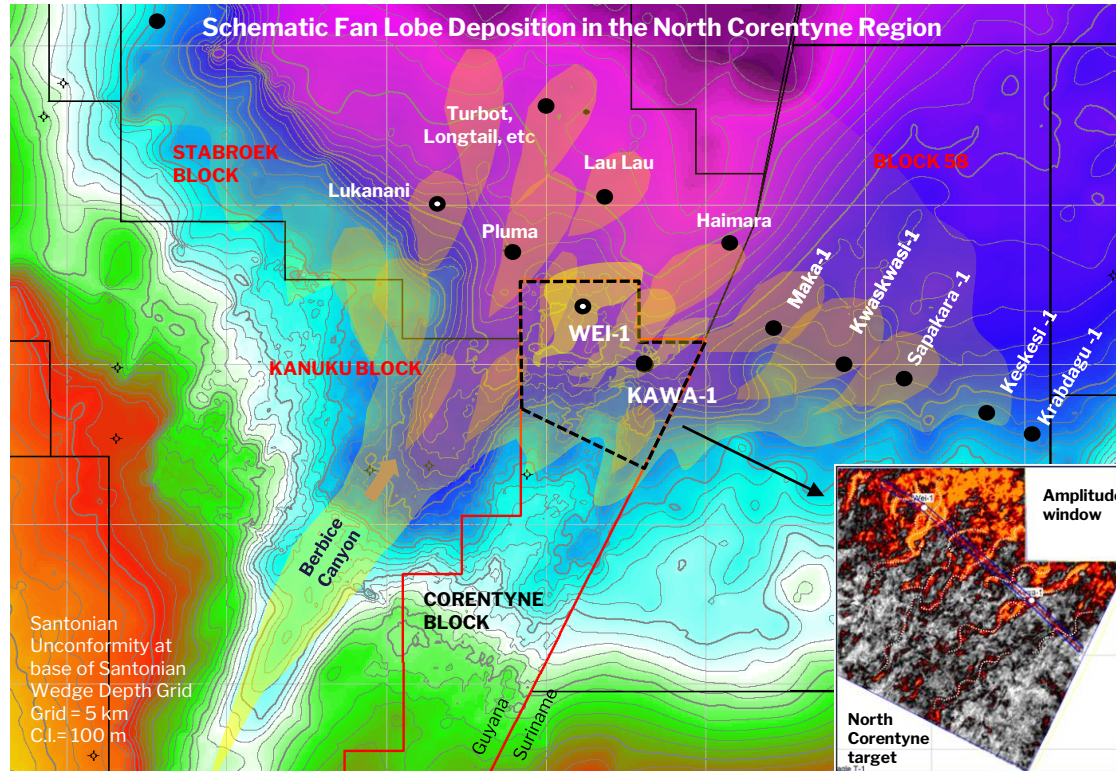 Schematic Fan Lobe Deposition in the North Corentyne Region
Turbot,
Longtail, etc
STABROEK
BLOCK
BLOCK 58
Lau Lau
Lukanani
Haimara
Pluma
Maka-1
Kwaskwasi-1
Sapakara -1
Keskesi -1
Krabdagu -1
WEI-1
KANUKU BLOCK
KAWA-1
Berbice
Canyon
CORENTYNE
BLOCK
Guyana
Suriname
Santonian
Unconformity at
base of Santonian
Wedge Depth Grid
Grid = 5 km
C.I.= 100 m
Amplitude
window
Wei-1
North
Corentyne
target